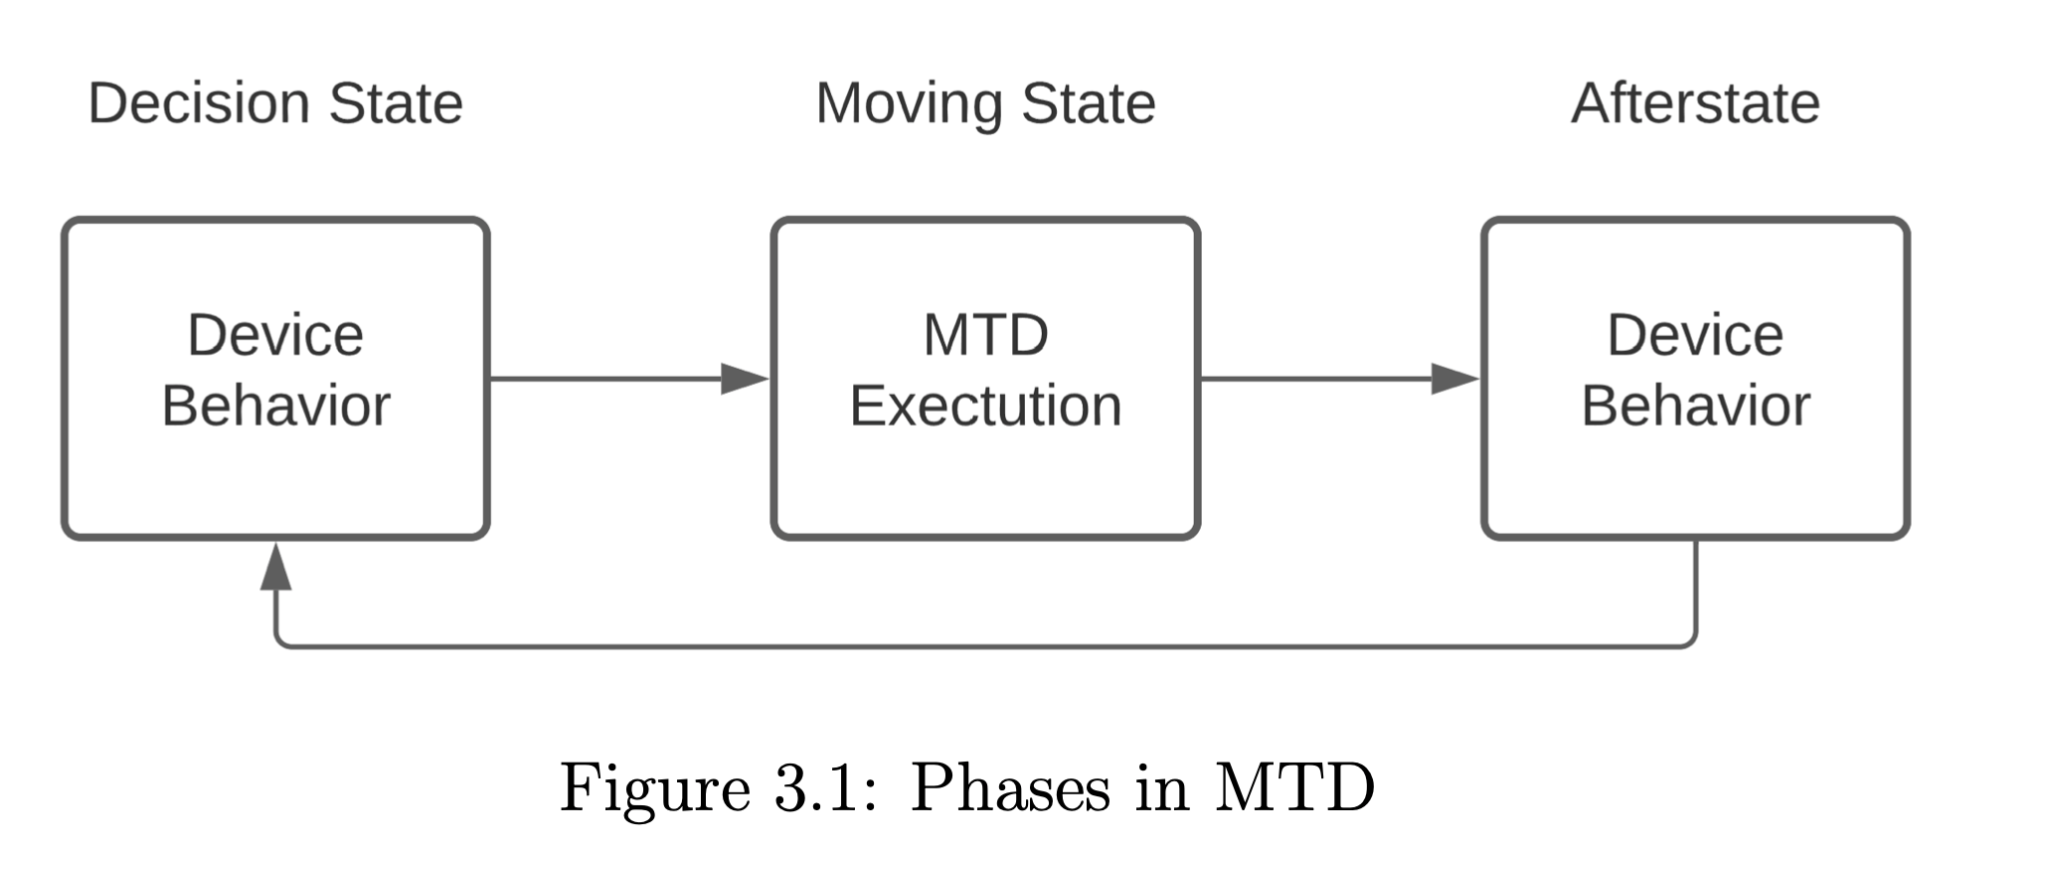 Decision State
Moving State
Afterstate
Device
Behavior
MTD
Exectution
Device
Behavior
Figure 3.1: Phases in MTD